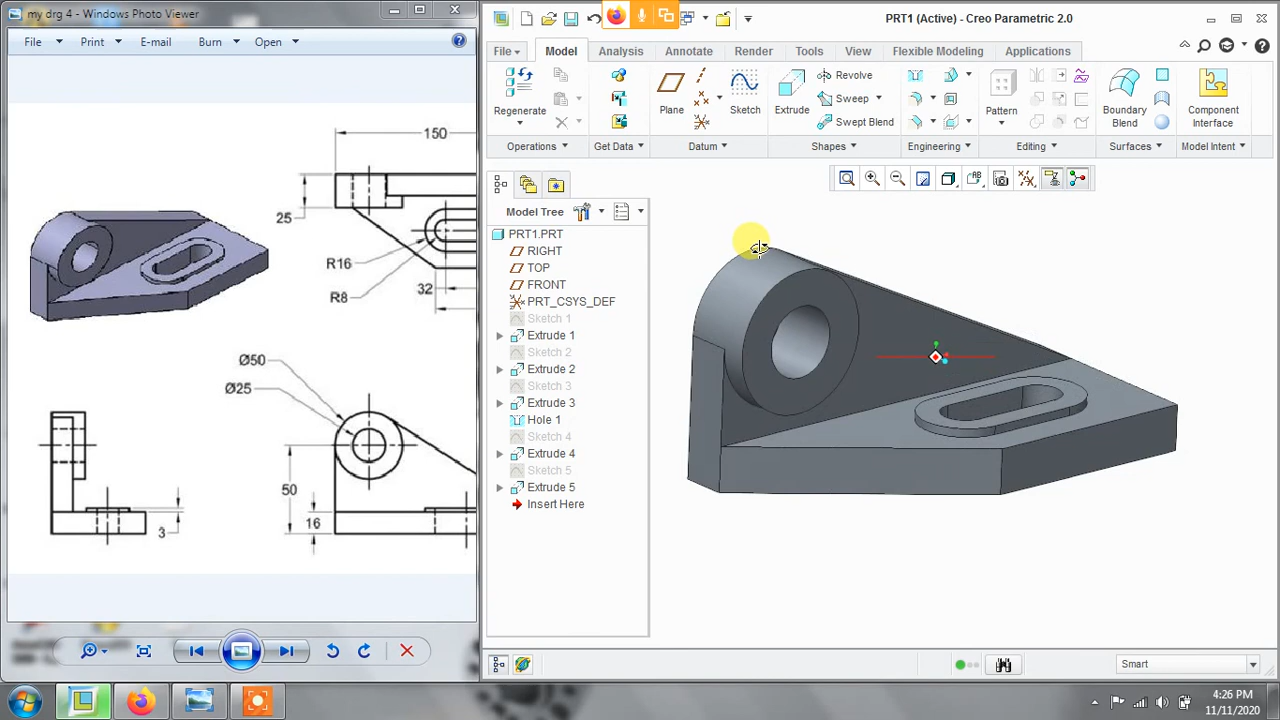 my drg 4 - Windows Photo Viewer
File Print E-mail Burn Open
150
25
R16
R8
32
Ø50
Ø25
50
16
3
PRT1 (Active) - Creo Parametric 2.0
File Model Analysis Annotate Render Tools View Flexible Modeling Applications
Regenerate
Plane
Sketch
Extrude
Revolve
Sweep
Swept Blend
Pattern
Boundary
Blend
Component
Interface
Operations Get Data Datum Shapes Engineering Editing Surfaces Model Intent
Model Tree
PRT1.PRT
RIGHT
TOP
FRONT
PRT_CSYS_DEF
Sketch 1
Extrude 1
Sketch 2
Extrude 2
Sketch 3
Extrude 3
Hole 1
Sketch 4
Extrude 4
Sketch 5
Extrude 5
Insert Here
Smart
4:26 PM
11/11/2020